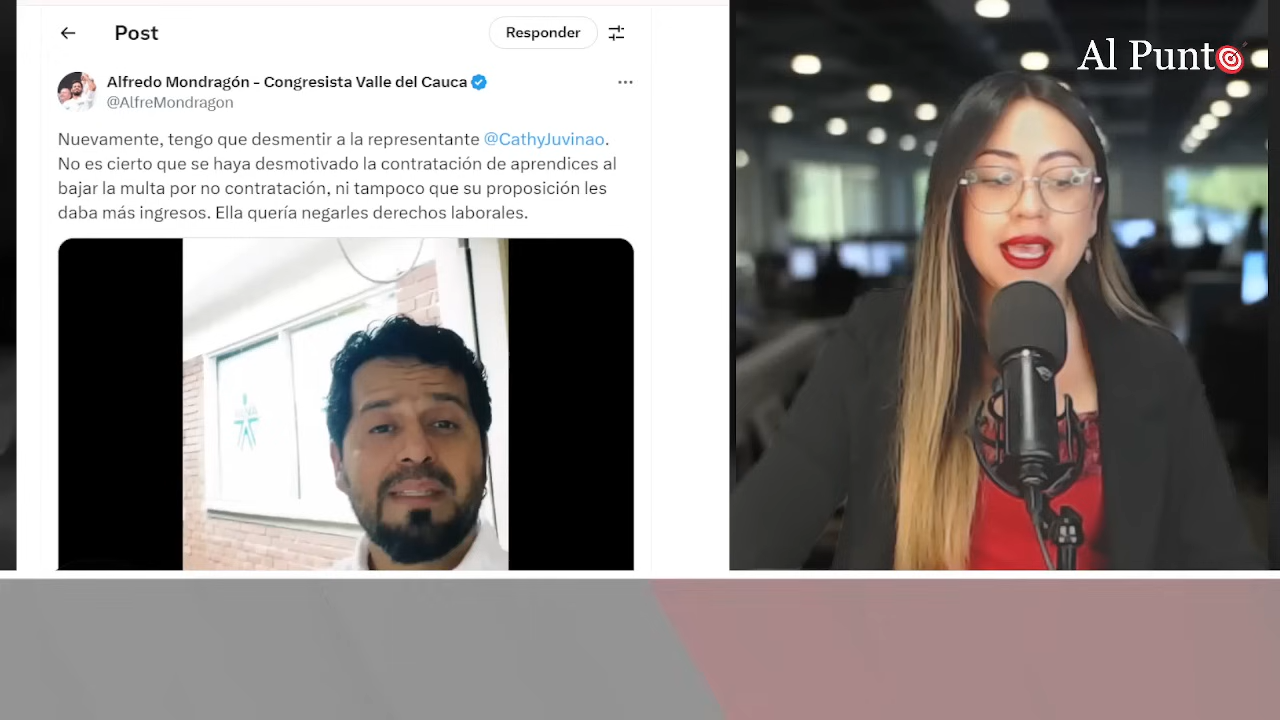 Post
Responder
Alfredo Mondragón - Congresista Valle del Cauca
@AlfreMondragon
Nuevamente, tengo que desmentir a la representante @CathyJuvinao.
No es cierto que se haya desmotivado la contratación de aprendices al
bajar la multa por no contratación, ni tampoco que su proposición les
daba más ingresos. Ella quería negarles derechos laborales.
Al Punto